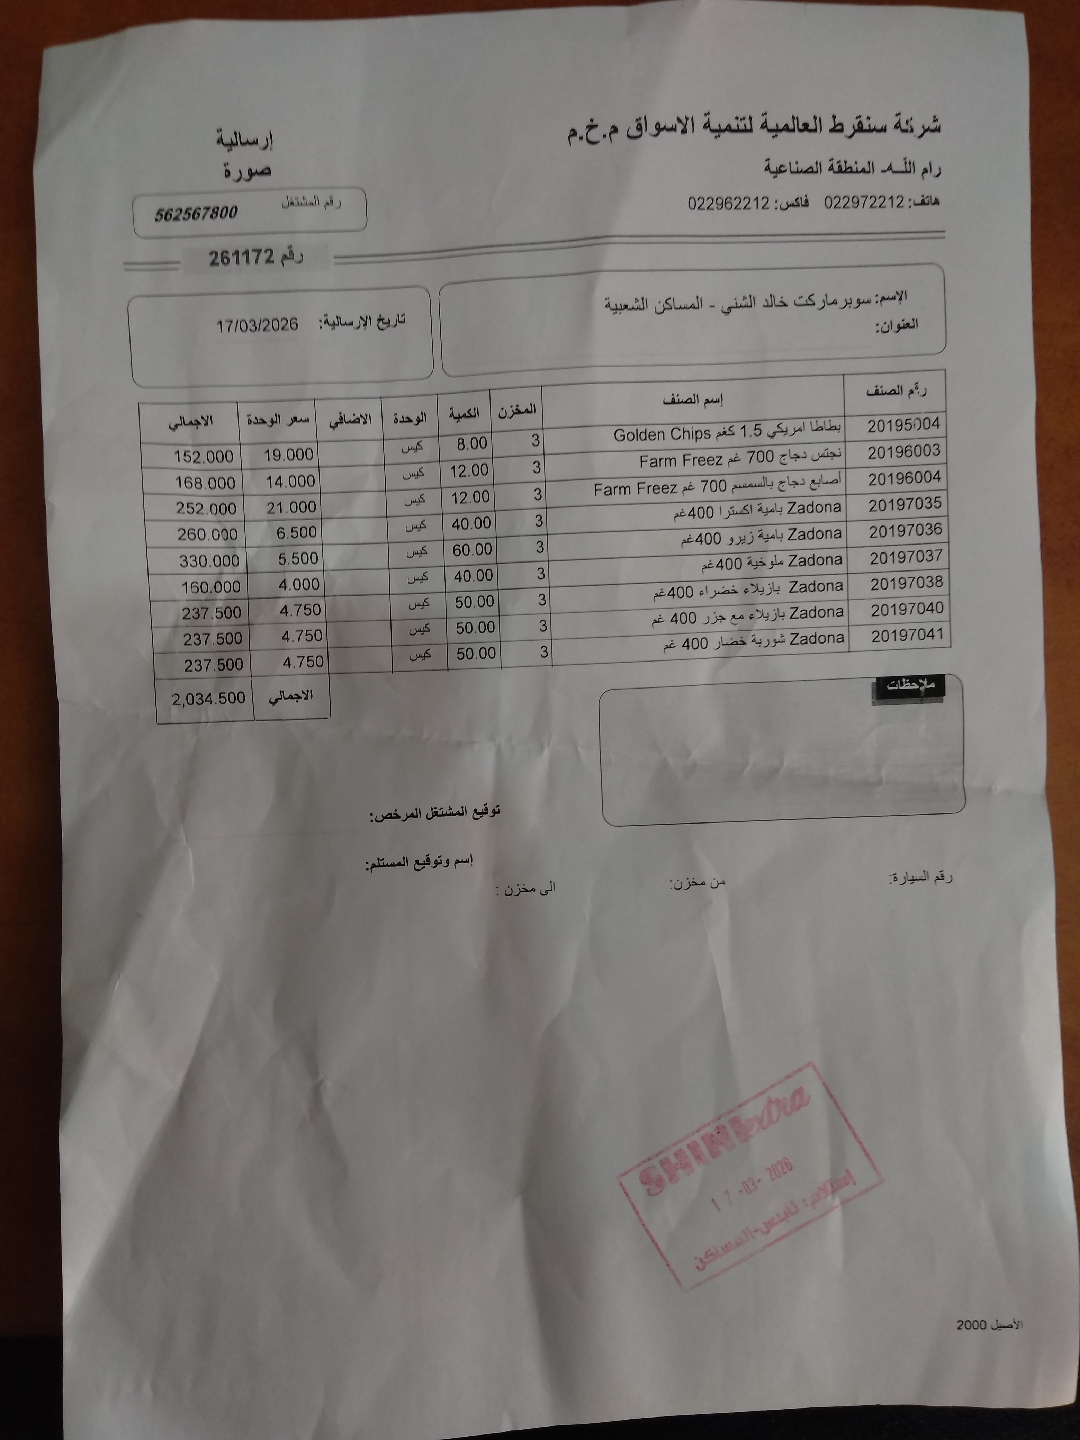 شركة سنقرط العالمية لتنمية الاسواق م.خ.م
رام اللّـه- المنطقة الصناعية
هاتف: 022972212 فاكس: 022962212
إرسالية
صورة
رقم المشتغل 562567800
رقم 261172
الإسم: سوبرماركت خالد الشني - المساكن الشعبية
العنوان:
تاريخ الإرسالية: 17/03/2026
رقم الصنف إسم الصنف المخزن الكمية الوحدة الاضافي سعر الوحدة الاجمالي
20195004 بطاطا امريكي 1.5 كغم Golden Chips 3 8.00 كيس 19.000 152.000
20196003 نجتس دجاج 700 غم Farm Freez 3 12.00 كيس 14.000 168.000
20196004 أصابع دجاج بالسمسم 700 غم Farm Freez 3 12.00 كيس 21.000 252.000
20197035 Zadona بامية اكسترا 400غم 3 40.00 كيس 6.500 260.000
20197036 Zadona بامية زيرو 400غم 3 60.00 كيس 5.500 330.000
20197037 Zadona ملوخية 400غم 3 40.00 كيس 4.000 160.000
20197038 Zadona بازيلاء خضراء 400غم 3 50.00 كيس 4.750 237.500
20197040 Zadona بازيلاء مع جزر 400 غم 3 50.00 كيس 4.750 237.500
20197041 Zadona شوربة خضار 400 غم 3 50.00 كيس 4.750 237.500
الاجمالي 2,034.500
ملاحظات
توقيع المشتغل المرخص:
إسم وتوقيع المستلم:
رقم السيارة: من مخزن: الى مخزن :
SHINI extra
17-03-2026
إستلام: نابلس-المساكن
الأصيل 2000